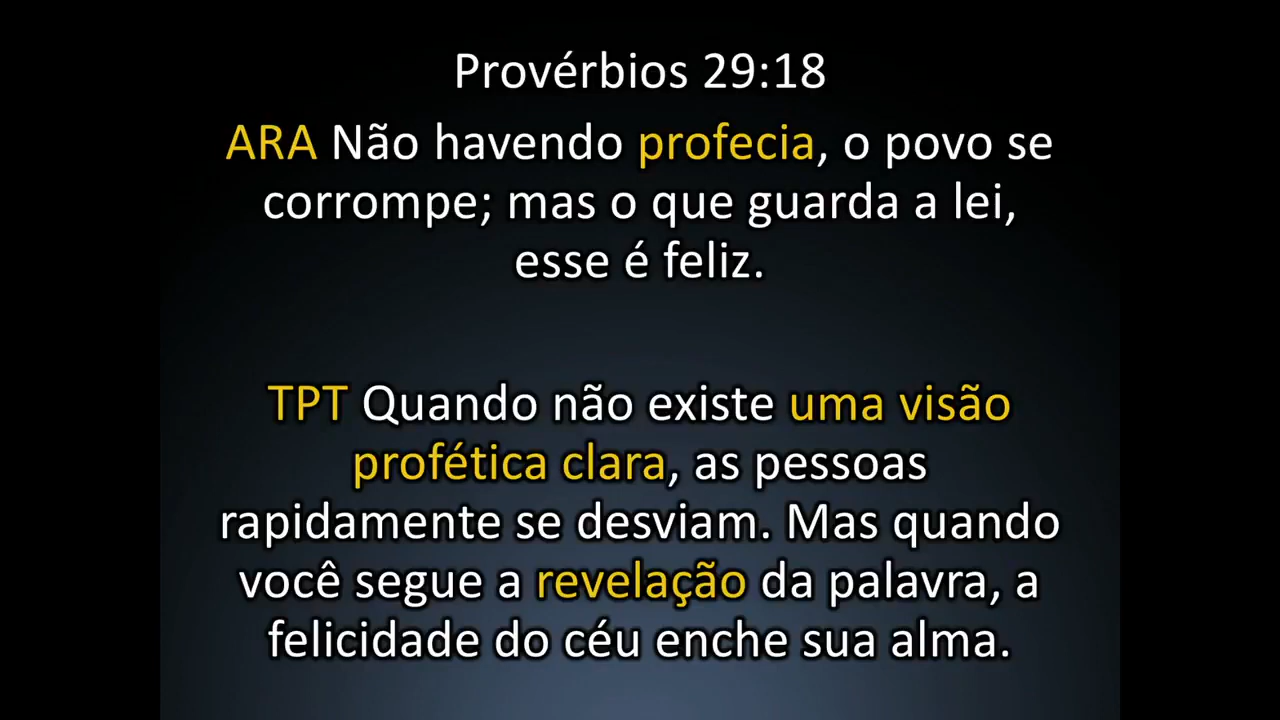 Provérbios 29:18
ARA Não havendo profecia, o povo se
corrompe; mas o que guarda a lei,
esse é feliz.
TPT Quando não existe uma visão
profética clara, as pessoas
rapidamente se desviam. Mas quando
você segue a revelação da palavra, a
felicidade do céu enche sua alma.